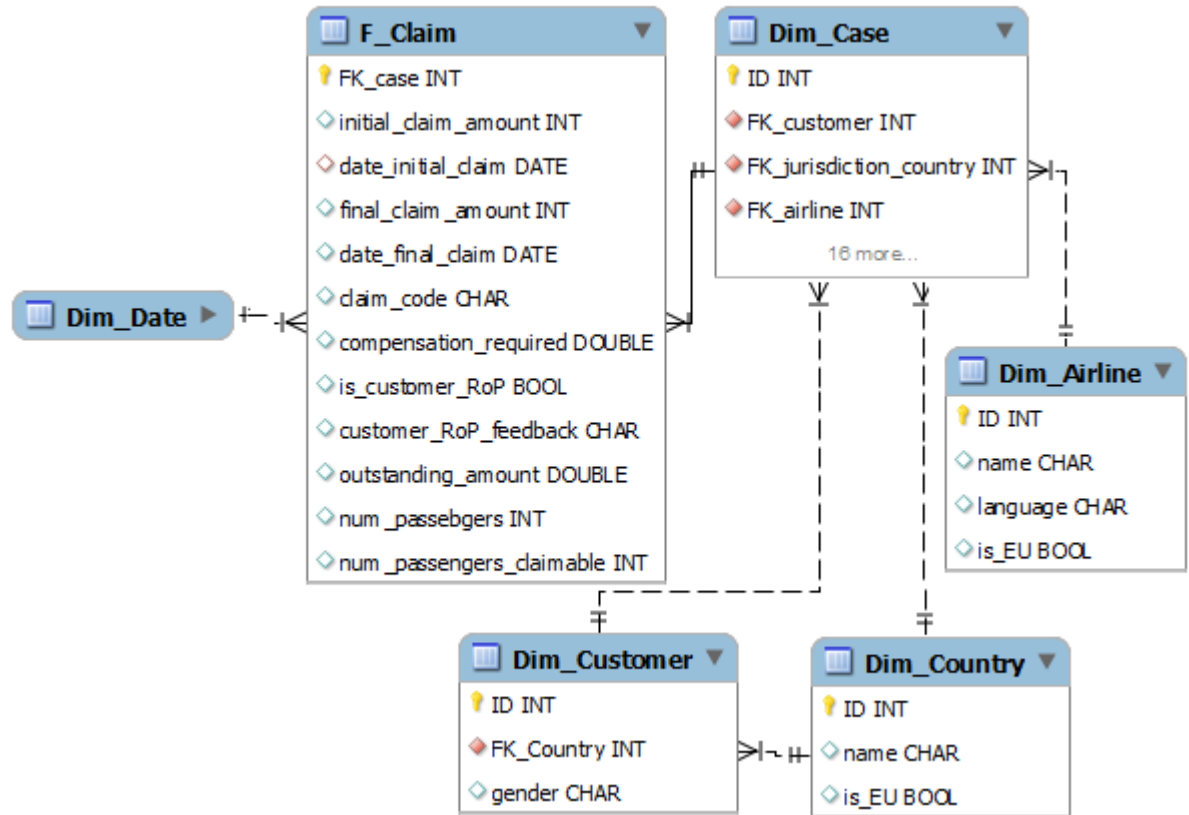 F_Claim
FK_case INT
initial_claim_amount INT
date_initial_claim DATE
final_claim_amount INT
date_final_claim DATE
claim_code CHAR
compensation_required DOUBLE
is_customer_RoP BOOL
customer_RoP_feedback CHAR
outstanding_amount DOUBLE
num_passebgers INT
num_passengers_claimable INT
Dim_Case
ID INT
FK_customer INT
FK_jurisdiction_country INT
FK_airline INT
16 more...
Dim_Date
Dim_Airline
ID INT
name CHAR
language CHAR
is_EU BOOL
Dim_Customer
ID INT
FK_Country INT
gender CHAR
Dim_Country
ID INT
name CHAR
is_EU BOOL